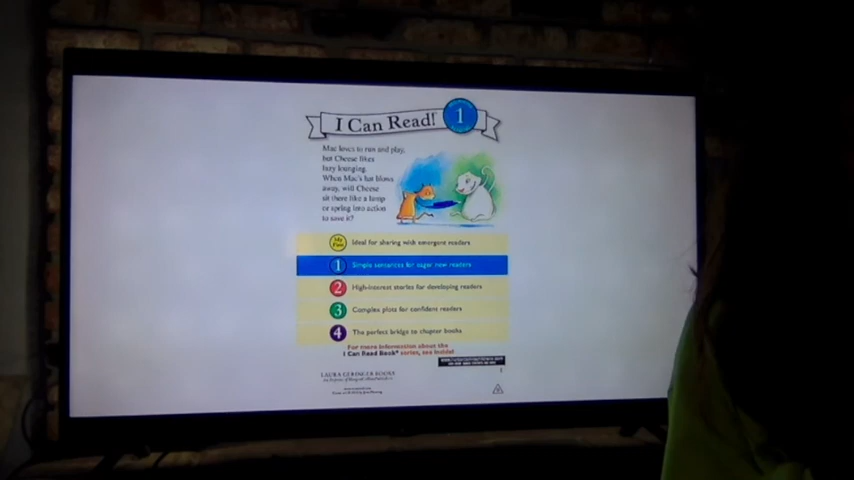 I Can Read! 1
Mac loves to run and play,
but Cheese likes
lazy lounging.
When Mac's hat blows
away, will Cheese
sit there like a lump
or spring into action
to save it?
My First Ideal for sharing with emergent readers
1 Simple sentences for eager new readers
2 High-interest stories for developing readers
3 Complex plots for confident readers
4 The perfect bridge to chapter books
For more information about the
I Can Read Book® series, see inside!
LAURA GERINGER BOOKS